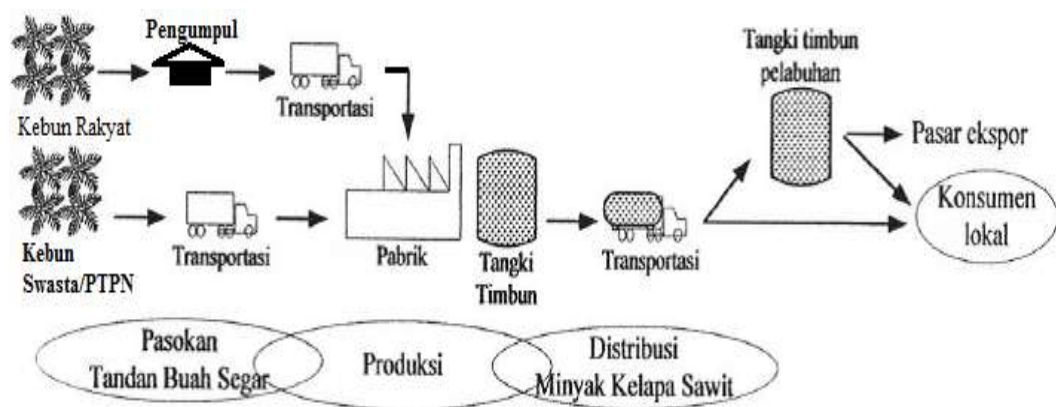 Pengumpul
Transportasi
Kebun Rakyat
Tangki timbun
pelabuhan
Pasar ekspor
Konsumen
lokal
Kebun
Swasta/PTPN
Transportasi
Pabrik
Tangki
Timbun
Transportasi
Pasokan
Tandan Buah Segar
Produksi
Distribusi
Minyak Kelapa Sawit